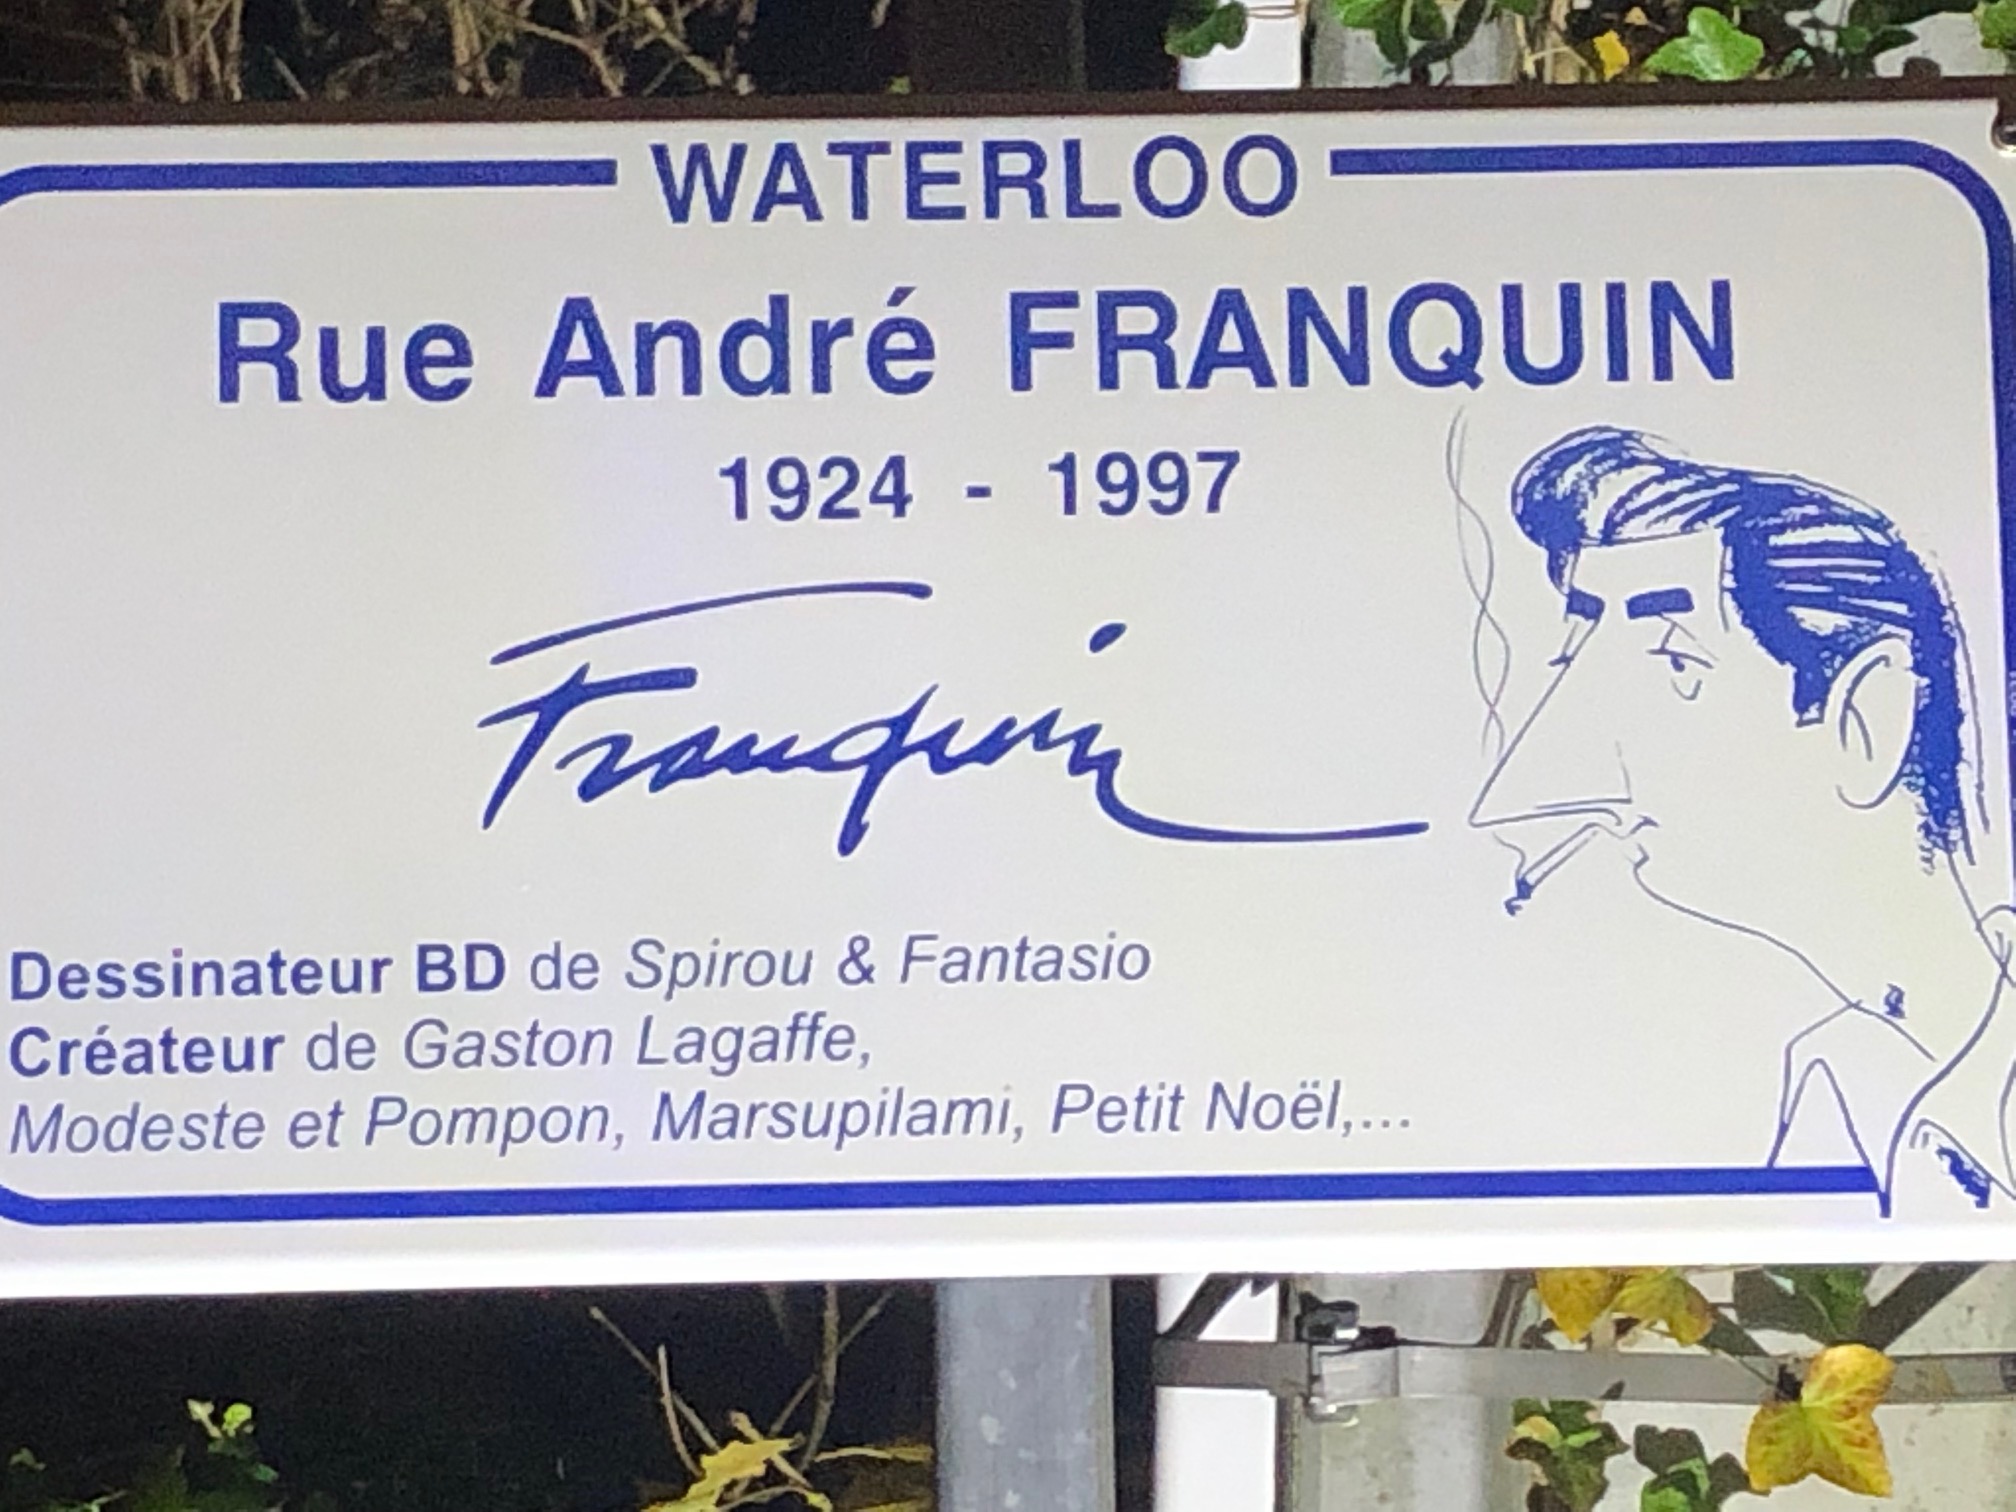 WATERLOO
Rue André FRANQUIN
1924 - 1997
Franquin
Dessinateur BD de Spirou & Fantasio
Créateur de Gaston Lagaffe,
Modeste et Pompon, Marsupilami, Petit Noël,...